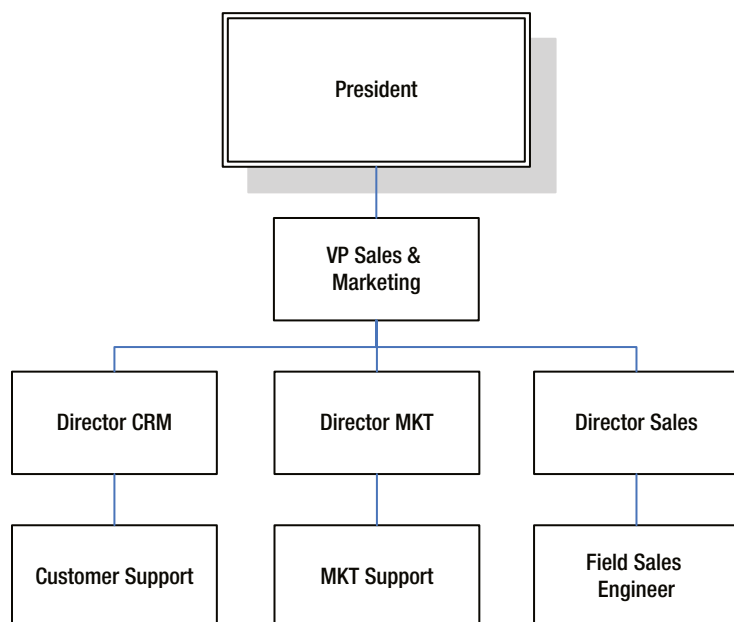 President
VP Sales &
Marketing
Director CRM
Director MKT
Director Sales
Customer Support
MKT Support
Field Sales
Engineer